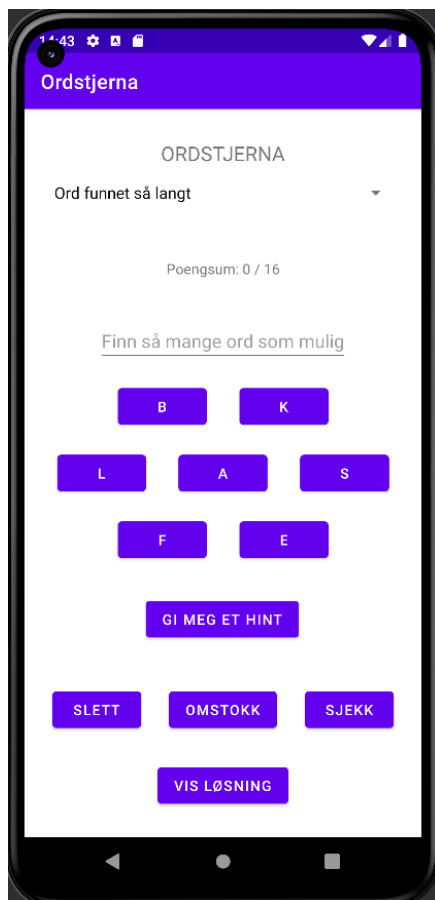 14:43
Ordstjerna
ORDSTJERNA
Ord funnet så langt
Poengsum: 0 / 16
Finn så mange ord som mulig
B K
L A S
F E
GI MEG ET HINT
SLETT OMSTOKK SJEKK
VIS LØSNING